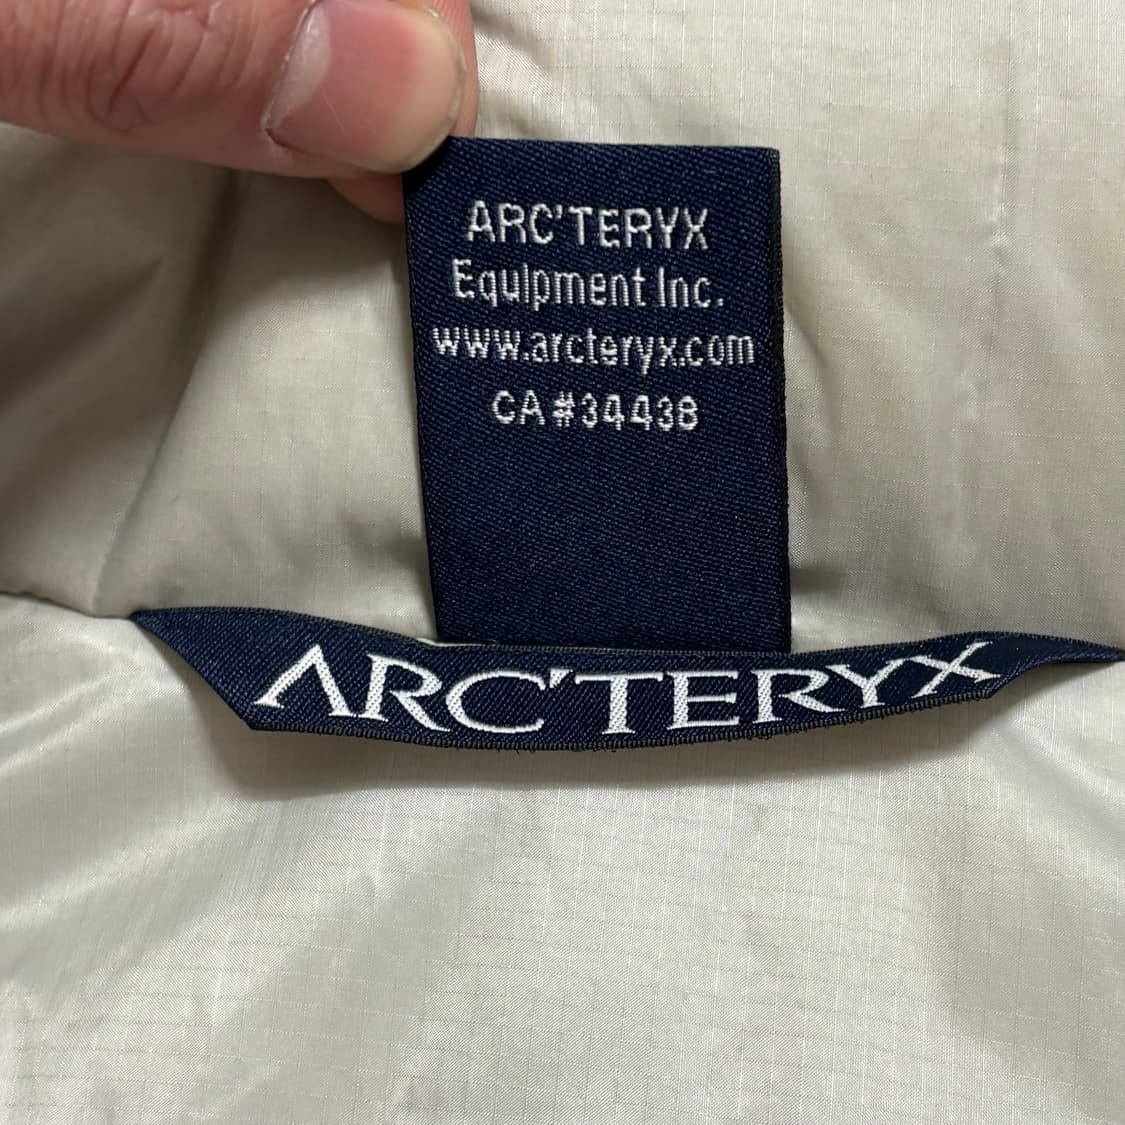 ARC'TERYX
Equipment Inc.
www.arcteryx.com
CA#34438
ARC'TERYX